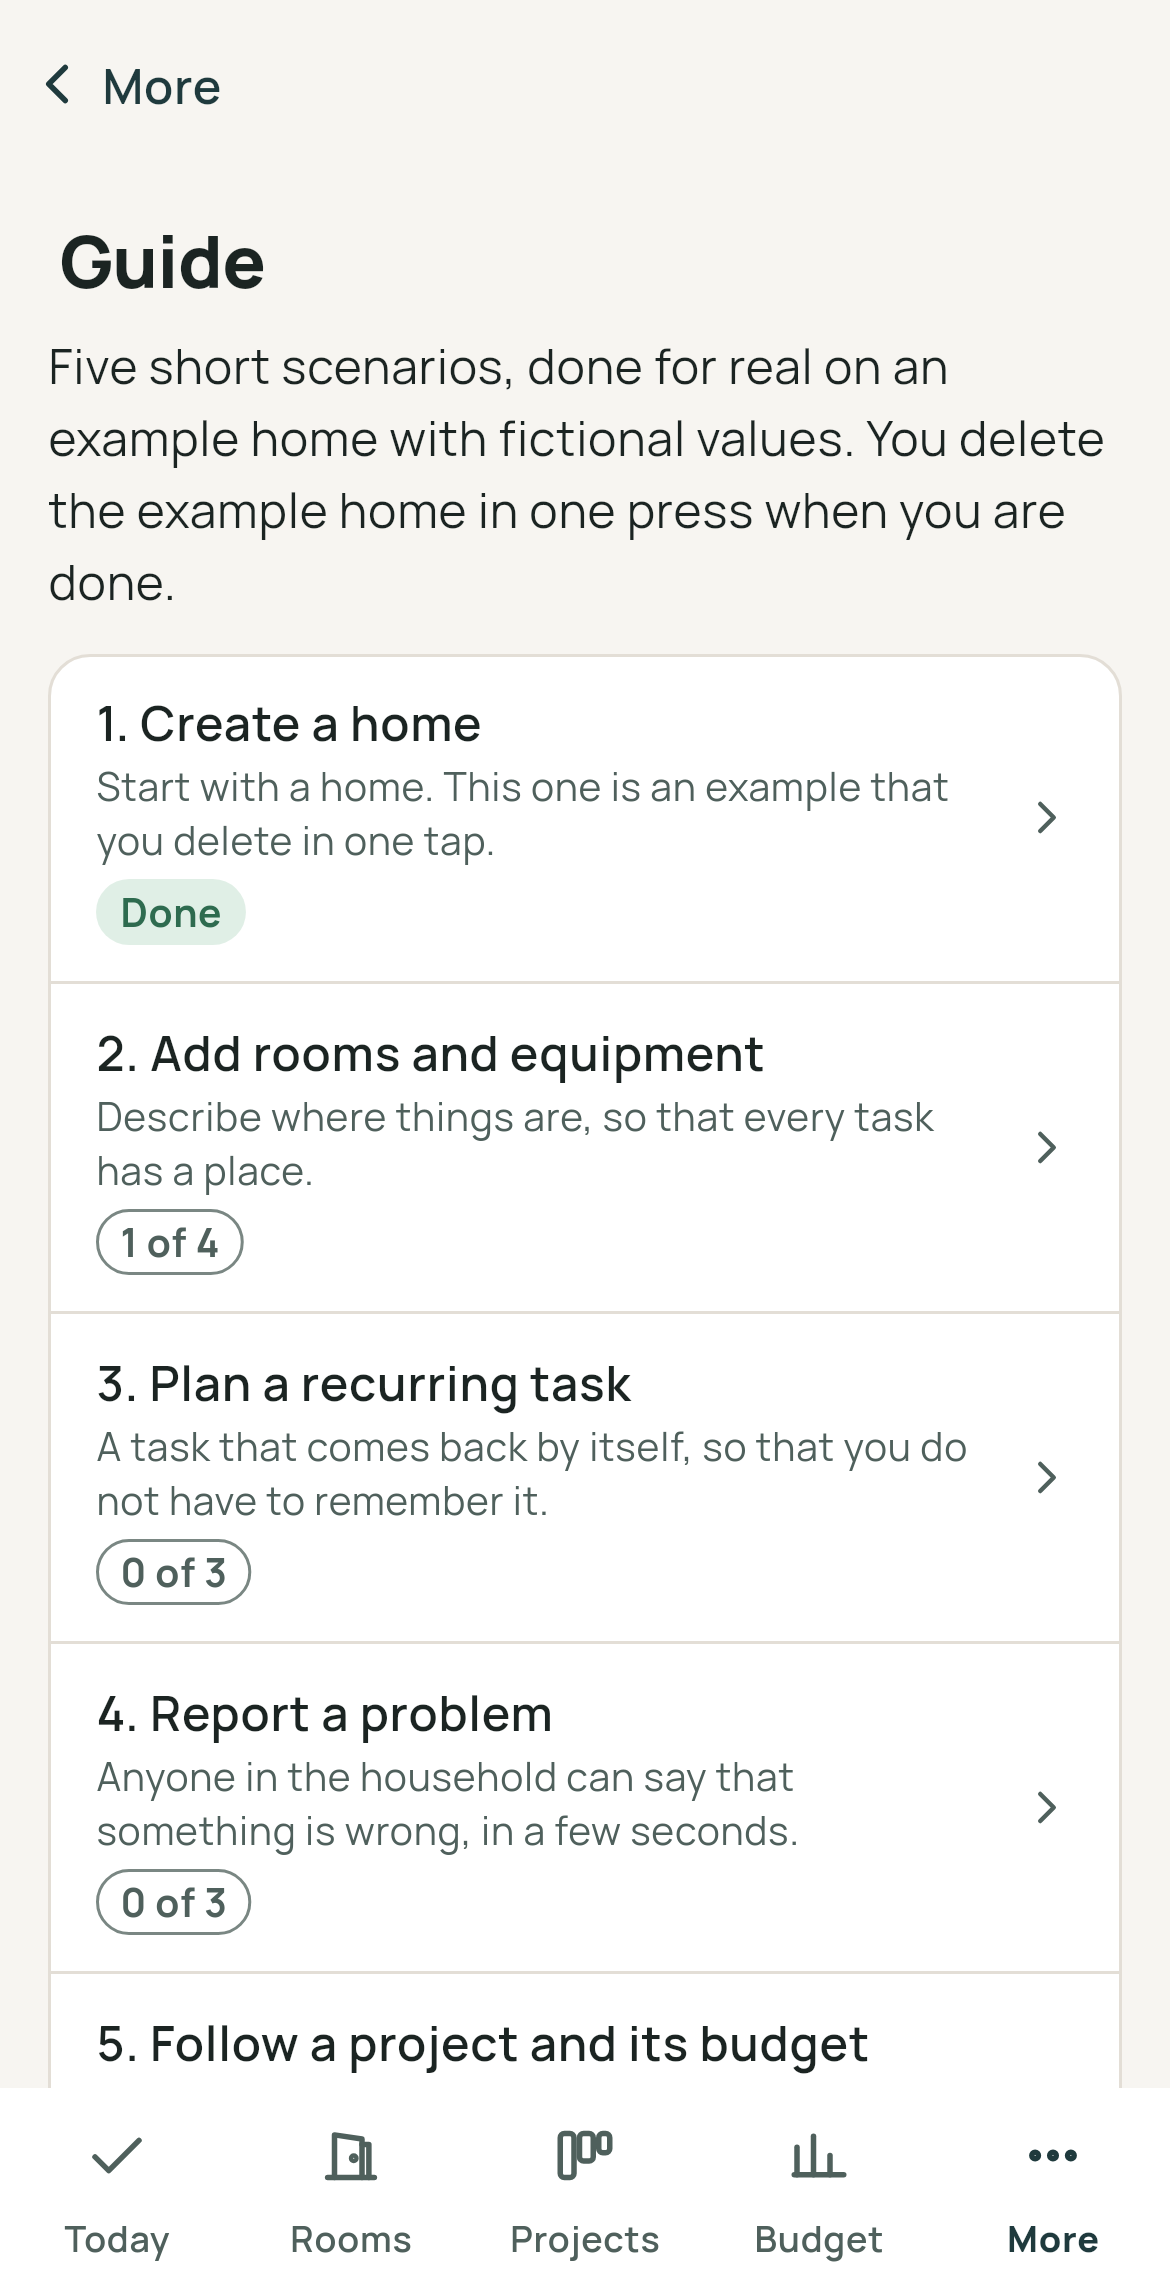 More
Guide
Five short scenarios, done for real on an
example home with fictional values. You delete
the example home in one press when you are
done.
1. Create a home
Start with a home. This one is an example that
you delete in one tap.
Done
2. Add rooms and equipment
Describe where things are, so that every task
has a place.
1 of 4
3. Plan a recurring task
A task that comes back by itself, so that you do
not have to remember it.
0 of 3
4. Report a problem
Anyone in the household can say that
something is wrong, in a few seconds.
0 of 3
5. Follow a project and its budget
Today
Rooms
Projects
Budget
More